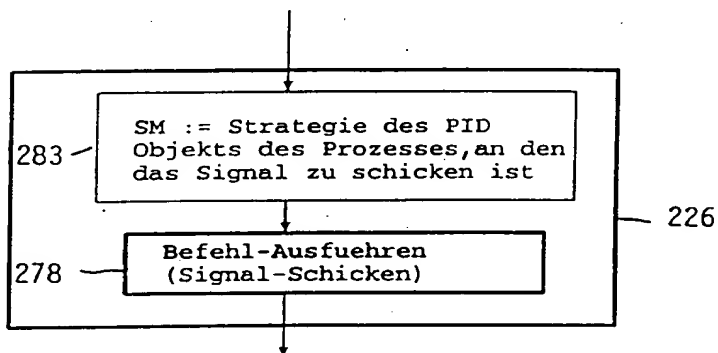 SM := Strategie des PID
Objekts des Prozesses,an den
das Signal zu schicken ist
283
226
Befehl-Ausfuehren
(Signal-Schicken)
278